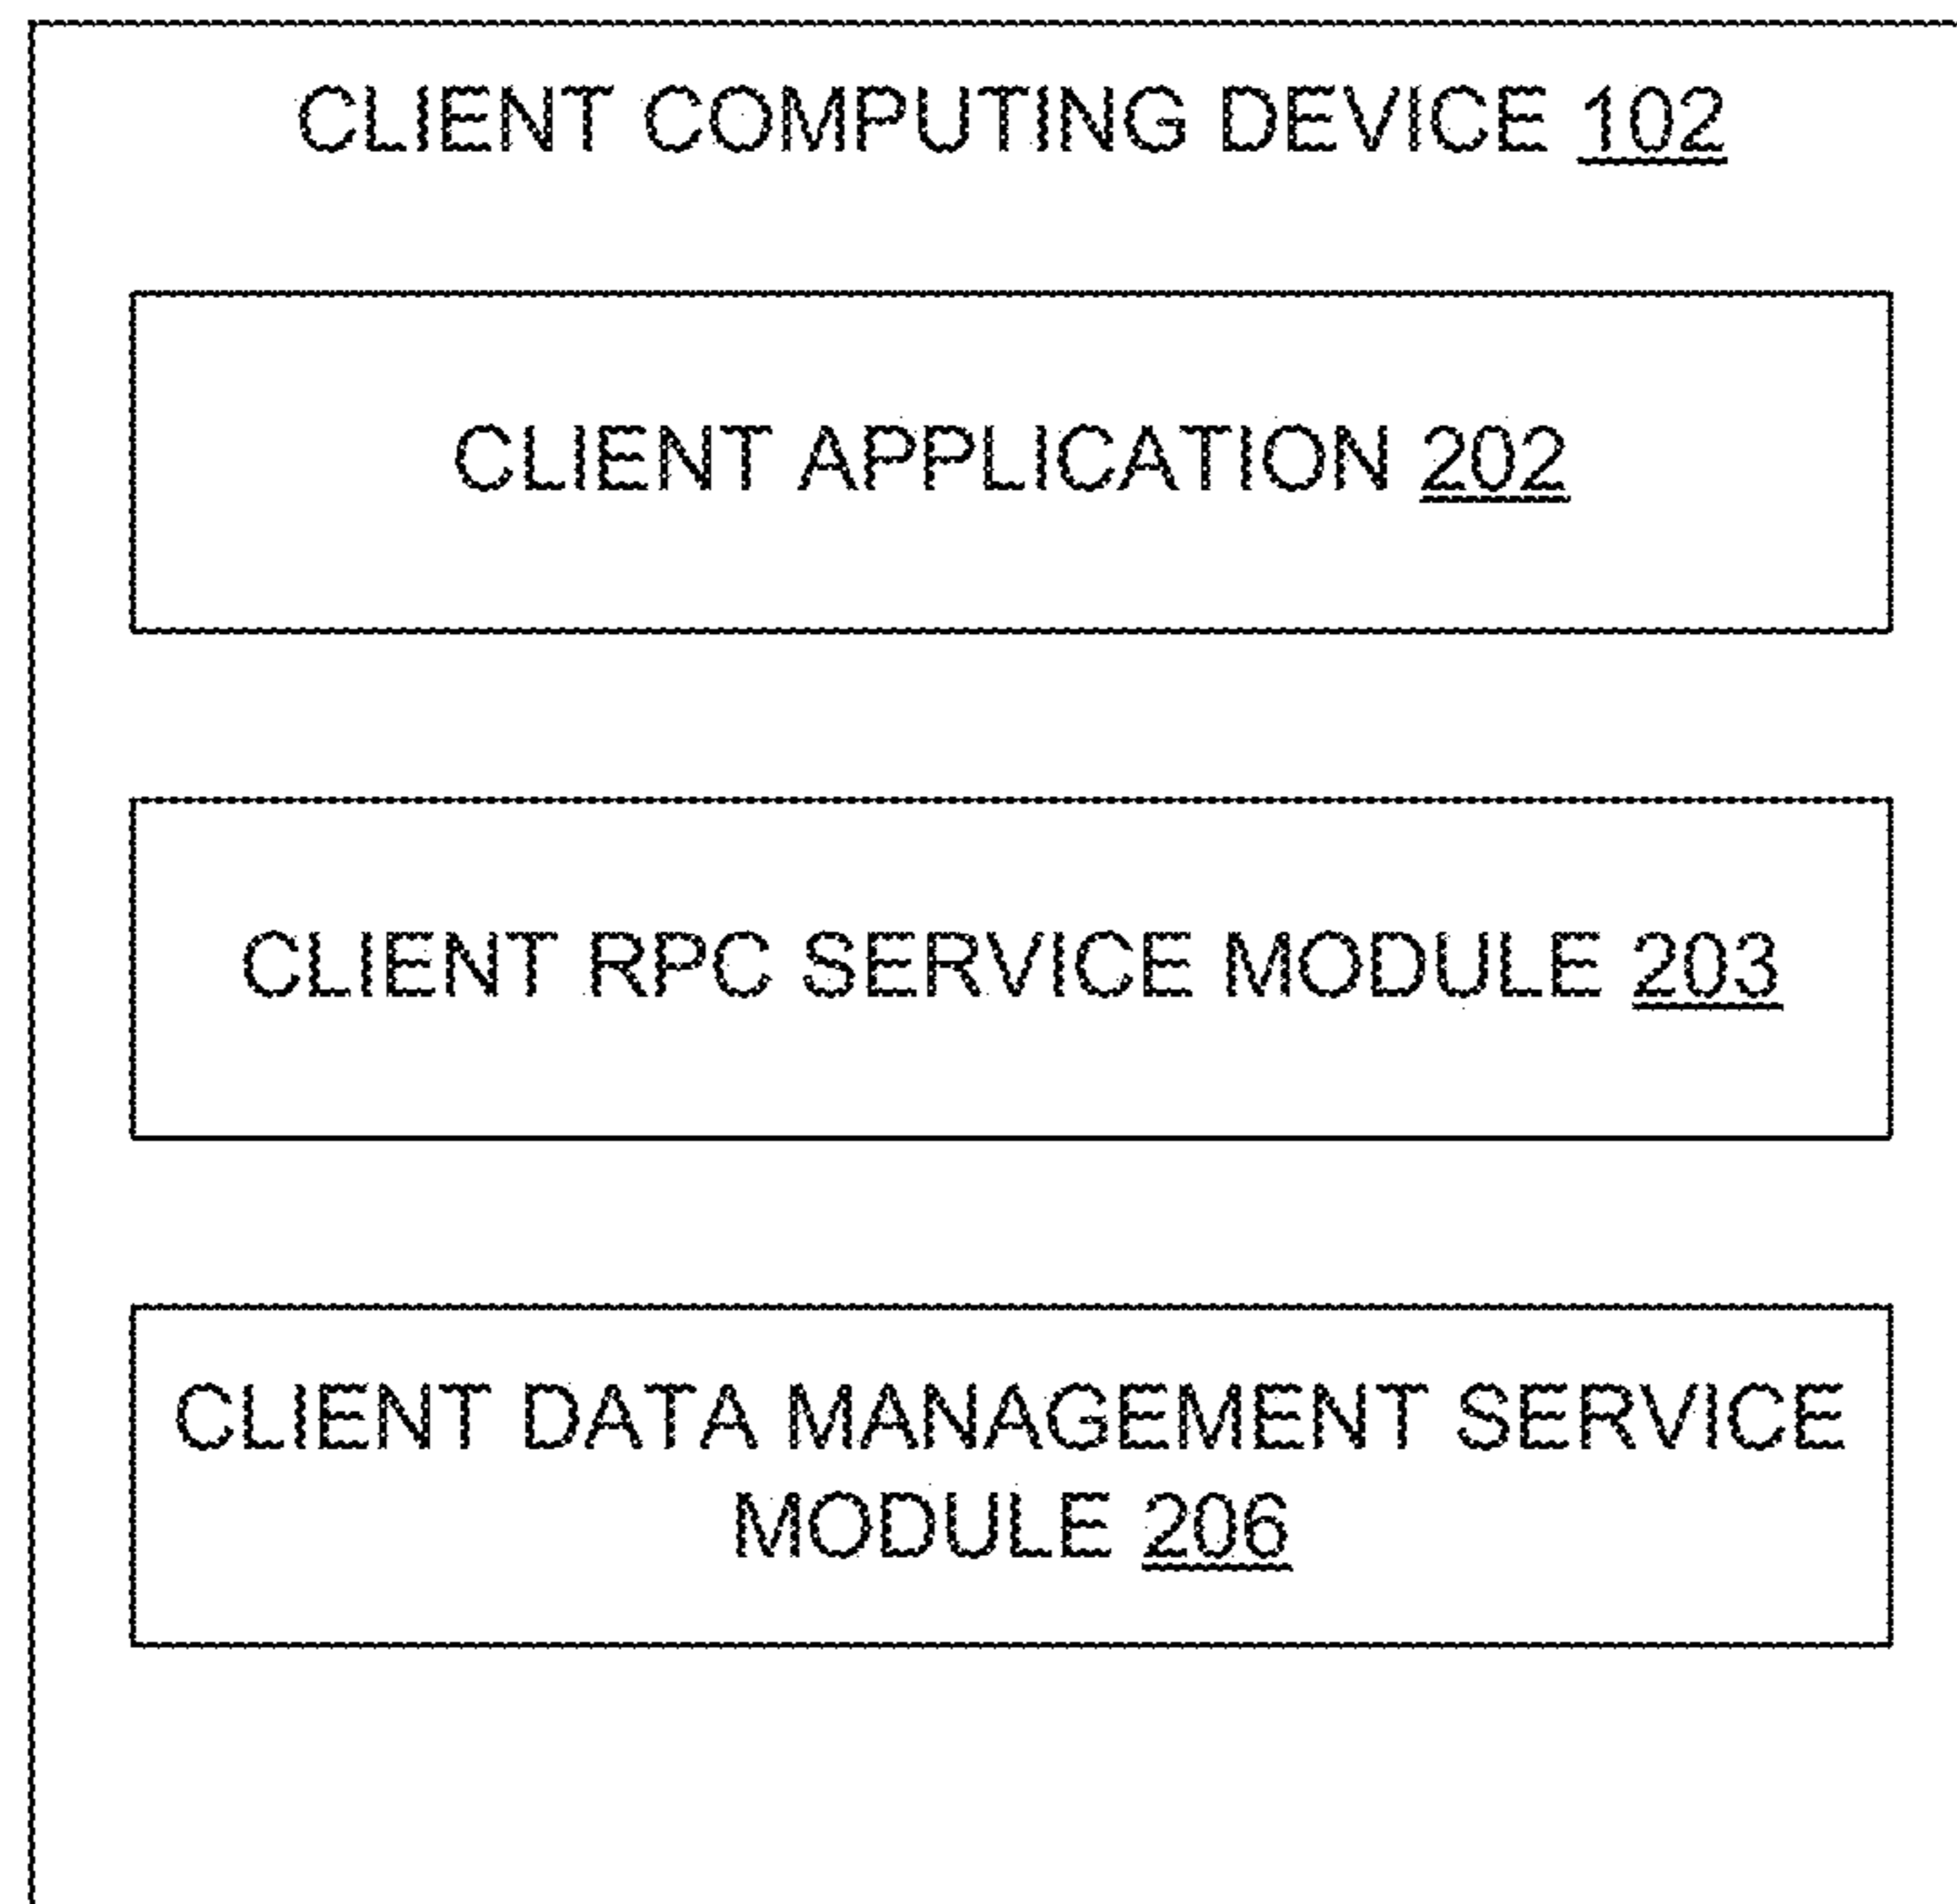 CLIENT COMPUTING DEVICE 102
CLIENT APPLICATION 202
CLIENT RPC SERVICE MODULE 203
CLIENT DATA MANAGEMENT SERVICE
MODULE 206